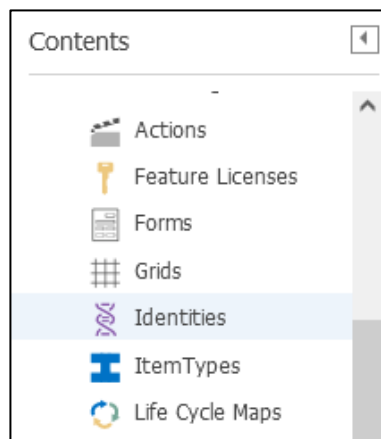 Contents
Actions
Feature Licenses
Forms
Grids
Identities
ItemTypes
Life Cycle Maps